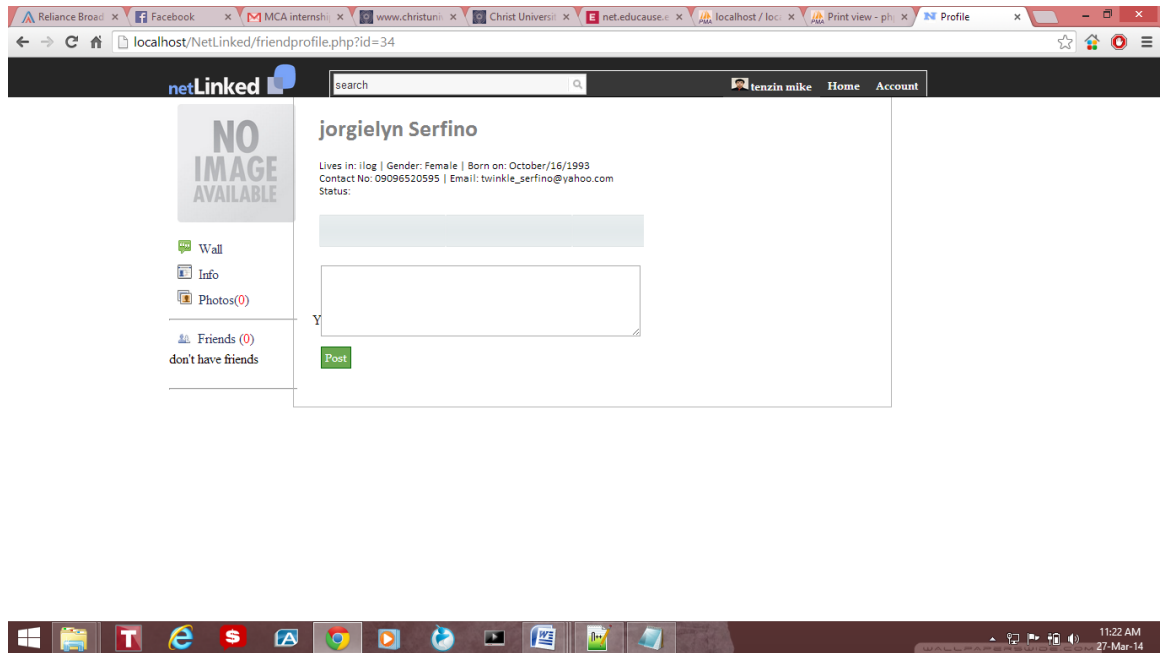 Reliance Broad
Facebook
MCA internshi
www.christuni
Christ Universit
net.educause.e
localhost / loca
Print view - ph
Profile
localhost/NetLinked/friendprofile.php?id=34
netLinked
search
tenzin mike Home Account
NO
IMAGE
AVAILABLE
jorgielyn Serfino
Lives in: ilog | Gender: Female | Born on: October/16/1993
Contact No: 09096520595 | Email: twinkle_serfino@yahoo.com
Status:
Wall
Info
Photos(0)
Friends (0)
don't have friends
Y
Post
11:22 AM
27-Mar-14